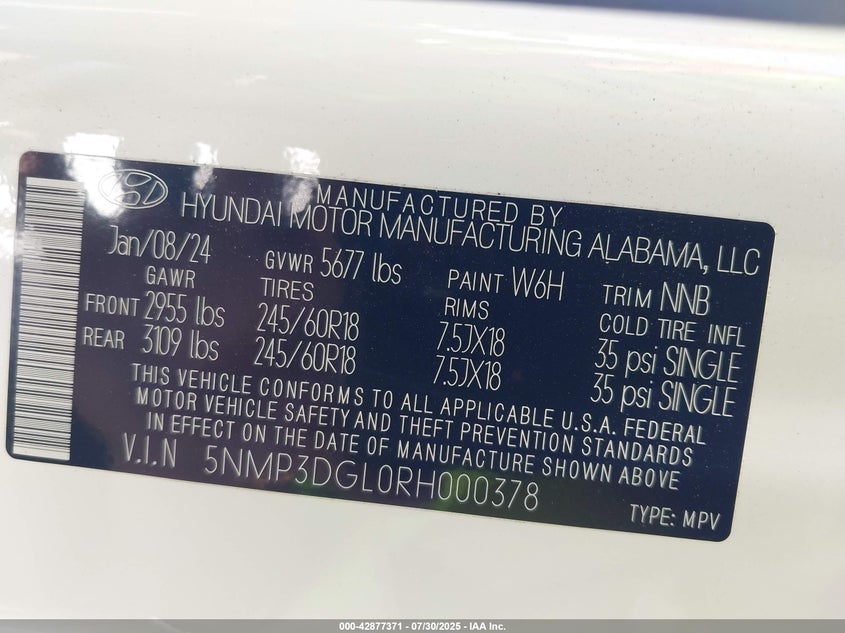 MANUFACTURED BY
HYUNDAI MOTOR MANUFACTURING ALABAMA, LLC
Jan/08/24 GVWR 5677 lbs PAINT W6H TRIM NNB
GAWR TIRES RIMS COLD TIRE INFL
FRONT 2955 lbs 245/60R18 7.5JX18 35 psi SINGLE
REAR 3109 lbs 245/60R18 7.5JX18 35 psi SINGLE
THIS VEHICLE CONFORMS TO ALL APPLICABLE U.S.A. FEDERAL
MOTOR VEHICLE SAFETY AND THEFT PREVENTION STANDARDS
IN EFFECT ON THE DATE OF MANUFACTURE SHOWN ABOVE
V.I.N 5NMP3DGL0RH000378
TYPE: MPV
000-42877371 - 07/30/2025 - IAA Inc.